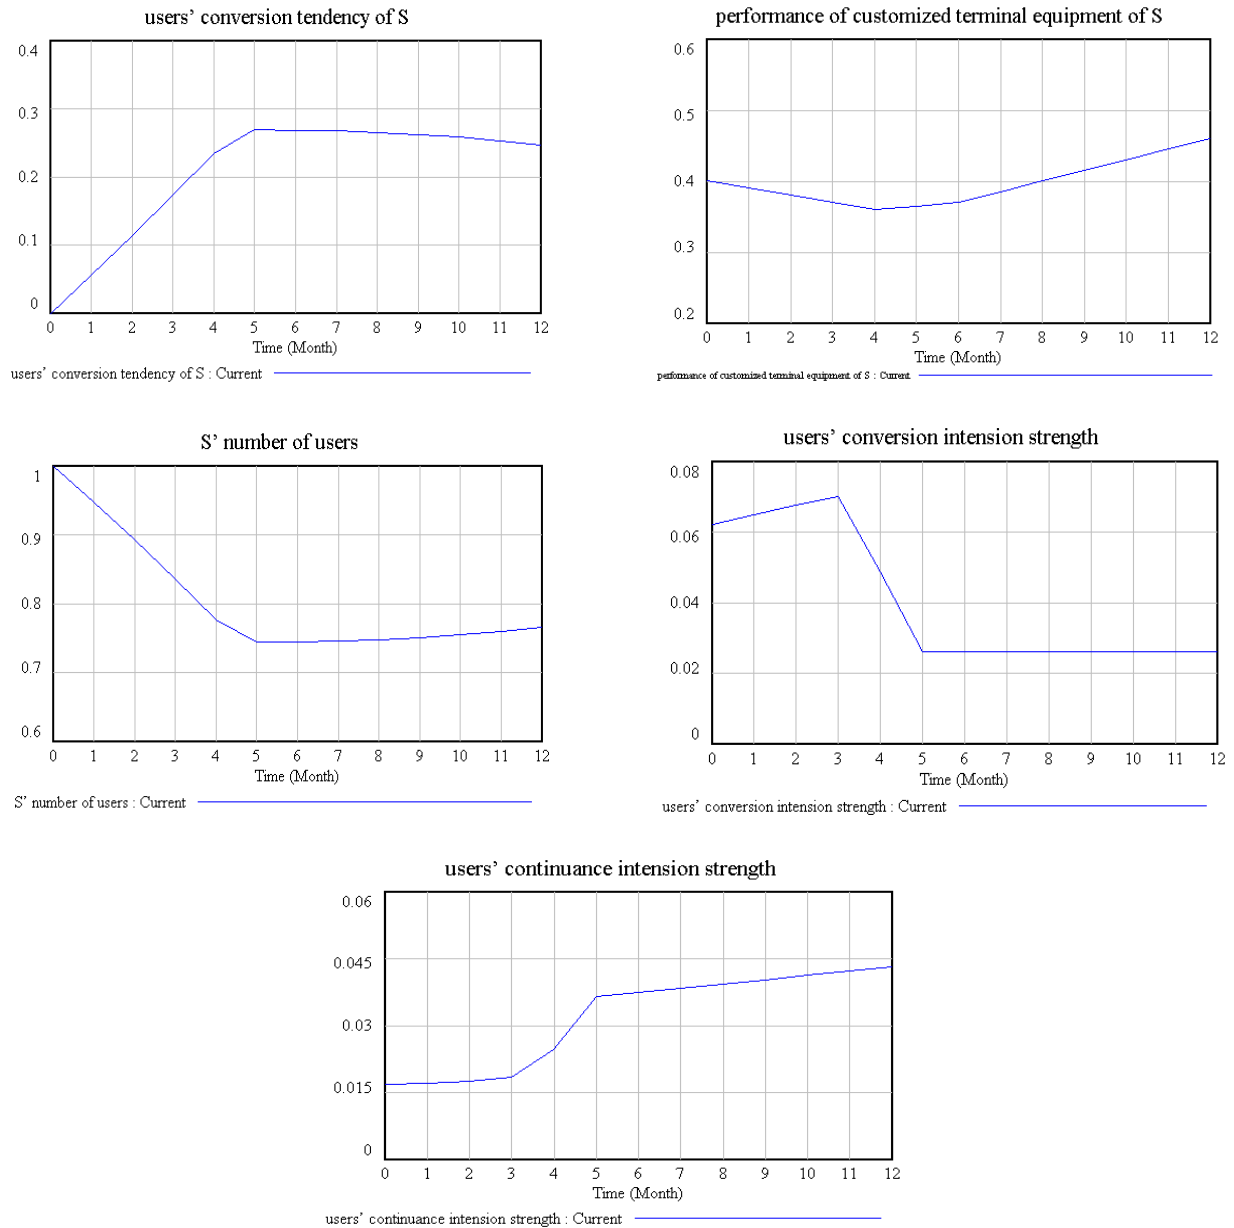 users’ conversion tendency of S
0.4
0.3
0.2
0.1
0
0 1 2 3 4 5 6 7 8 9 10 11 12
Time (Month)
users’ conversion tendency of S : Current
performance of customized terminal equipment of S
0.6
0.5
0.4
0.3
0.2
0 1 2 3 4 5 6 7 8 9 10 11 12
Time (Month)
performance of customized terminal equipment of S : Current
S’ number of users
1
0.9
0.8
0.7
0.6
0 1 2 3 4 5 6 7 8 9 10 11 12
Time (Month)
S’ number of users : Current
users’ conversion intension strength
0.08
0.06
0.04
0.02
0
0 1 2 3 4 5 6 7 8 9 10 11 12
Time (Month)
users’ conversion intension strength : Current
users’ continuance intension strength
0.06
0.045
0.03
0.015
0
0 1 2 3 4 5 6 7 8 9 10 11 12
Time (Month)
users’ continuance intension strength : Current